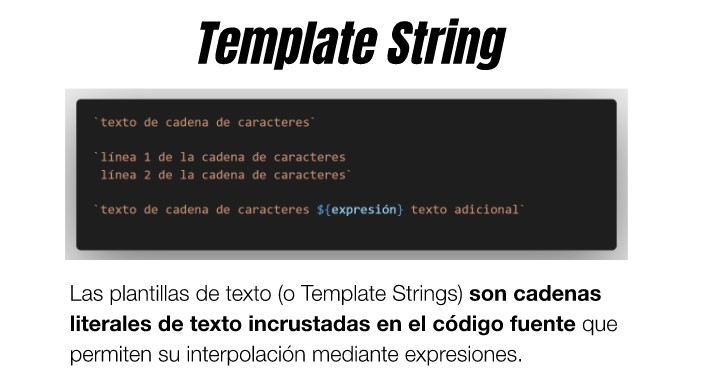 Template String
`texto de cadena de caracteres`
`línea 1 de la cadena de caracteres
línea 2 de la cadena de caracteres`
`texto de cadena de caracteres ${expresión} texto adicional`
Las plantillas de texto (o Template Strings) son cadenas
literales de texto incrustadas en el código fuente que
permiten su interpolación mediante expresiones.